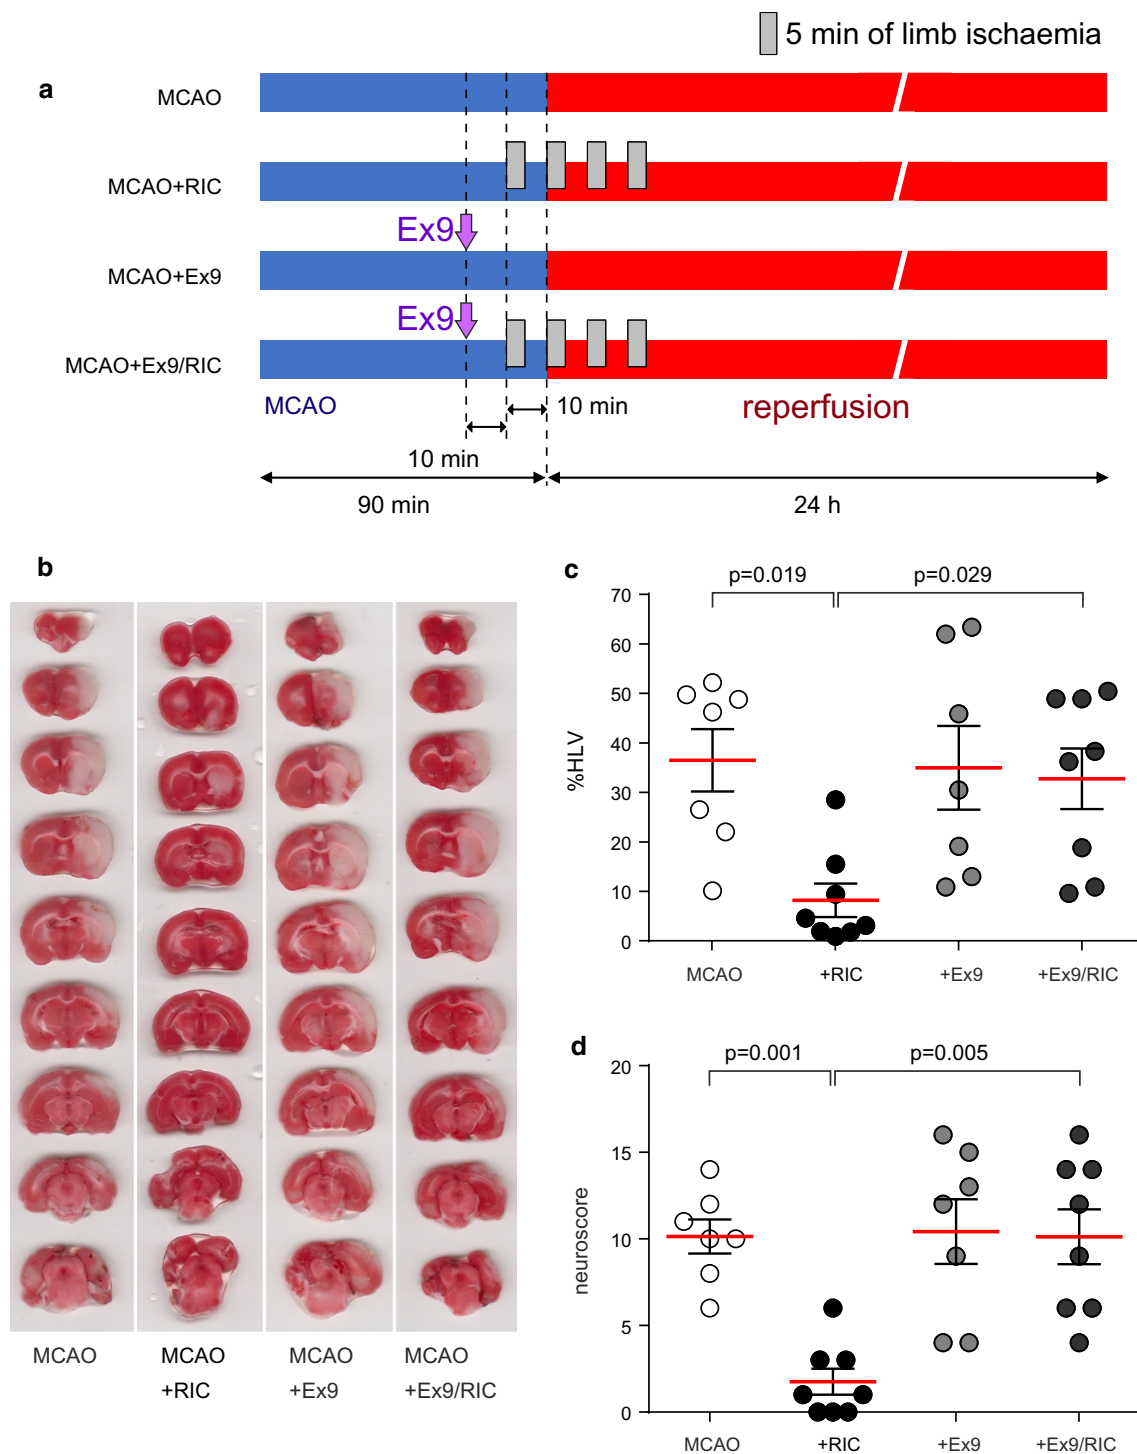 5 min of limb ischaemia
a
MCAO
MCAO+RIC
Ex9
MCAO+Ex9
Ex9
MCAO+Ex9/RIC
MCAO
10 min
reperfusion
10 min
90 min
24 h
b
MCAO
MCAO
MCAO
MCAO
+RIC
+Ex9
+Ex9/RIC
c
p=0.019
p=0.029
70
60
50
40
30
20
10
0
%HLV
MCAO
+RIC
+Ex9
+Ex9/RIC
d
p=0.001
p=0.005
20
15
10
5
0
neuroscore
MCAO
+RIC
+Ex9
+Ex9/RIC